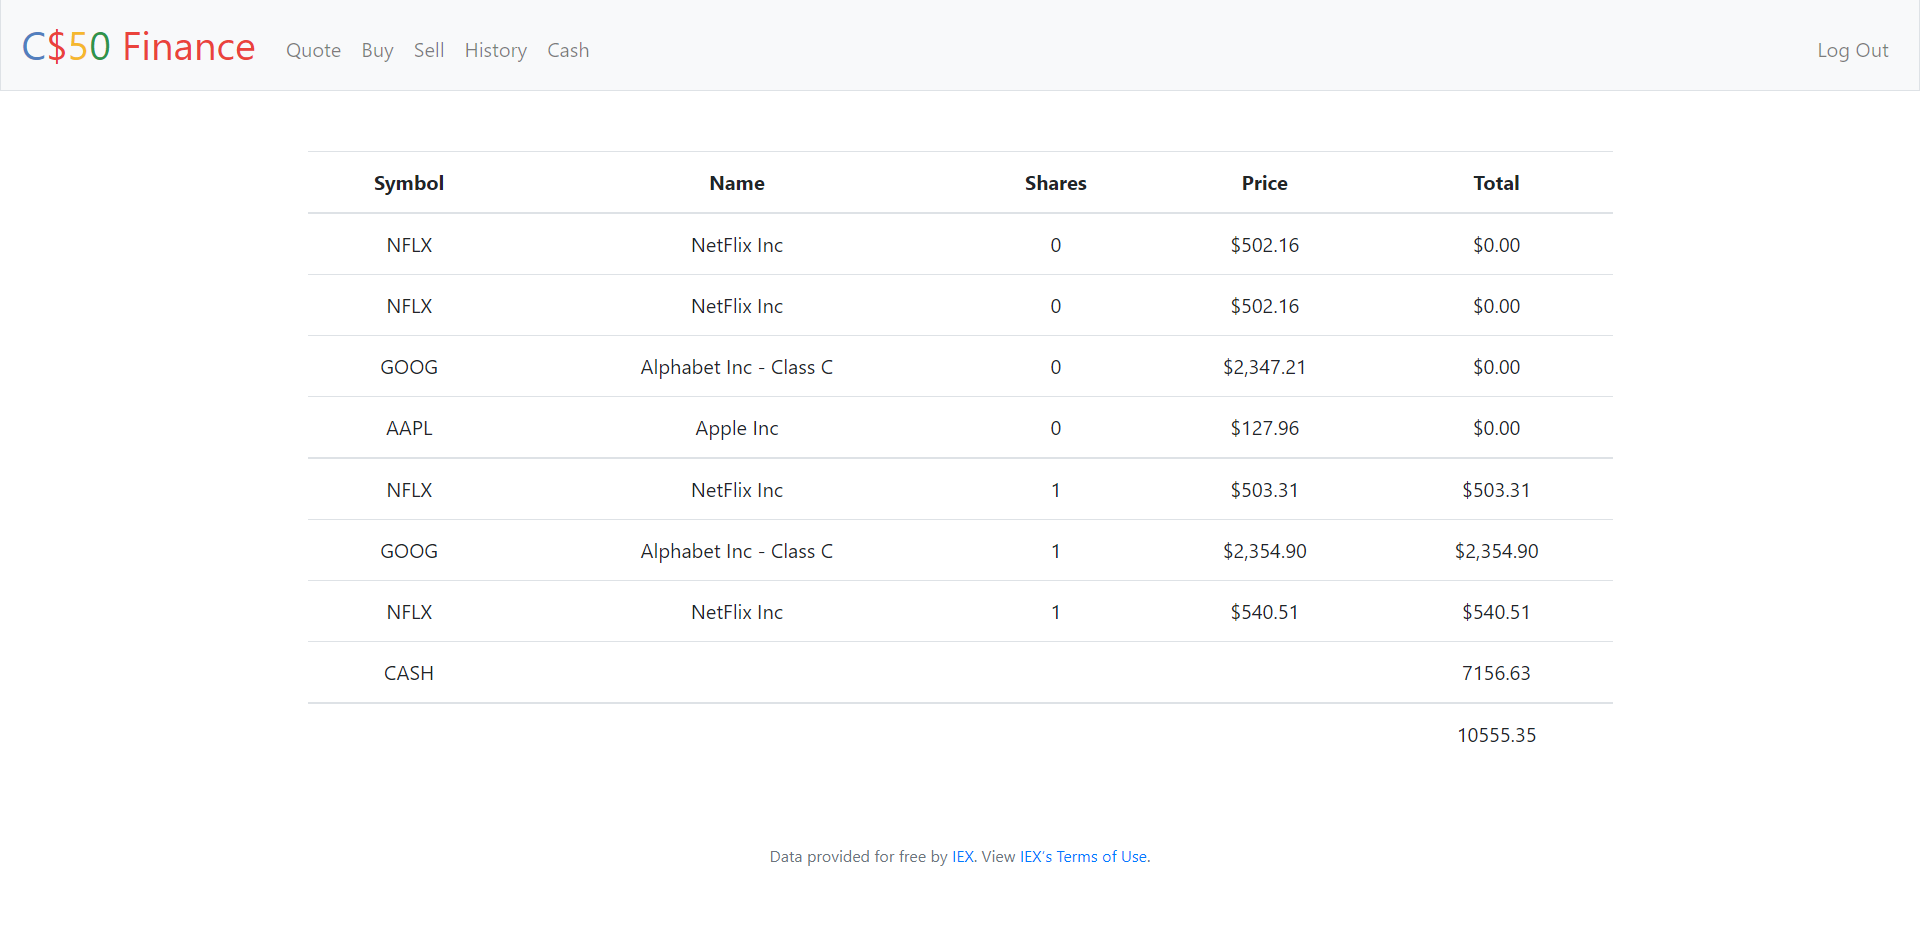 C$50 Finance Quote Buy Sell History Cash Log Out
Symbol Name Shares Price Total
NFLX NetFlix Inc 0 $502.16 $0.00
NFLX NetFlix Inc 0 $502.16 $0.00
GOOG Alphabet Inc - Class C 0 $2,347.21 $0.00
AAPL Apple Inc 0 $127.96 $0.00
NFLX NetFlix Inc 1 $503.31 $503.31
GOOG Alphabet Inc - Class C 1 $2,354.90 $2,354.90
NFLX NetFlix Inc 1 $540.51 $540.51
CASH 7156.63
10555.35
Data provided for free by IEX. View IEX's Terms of Use.